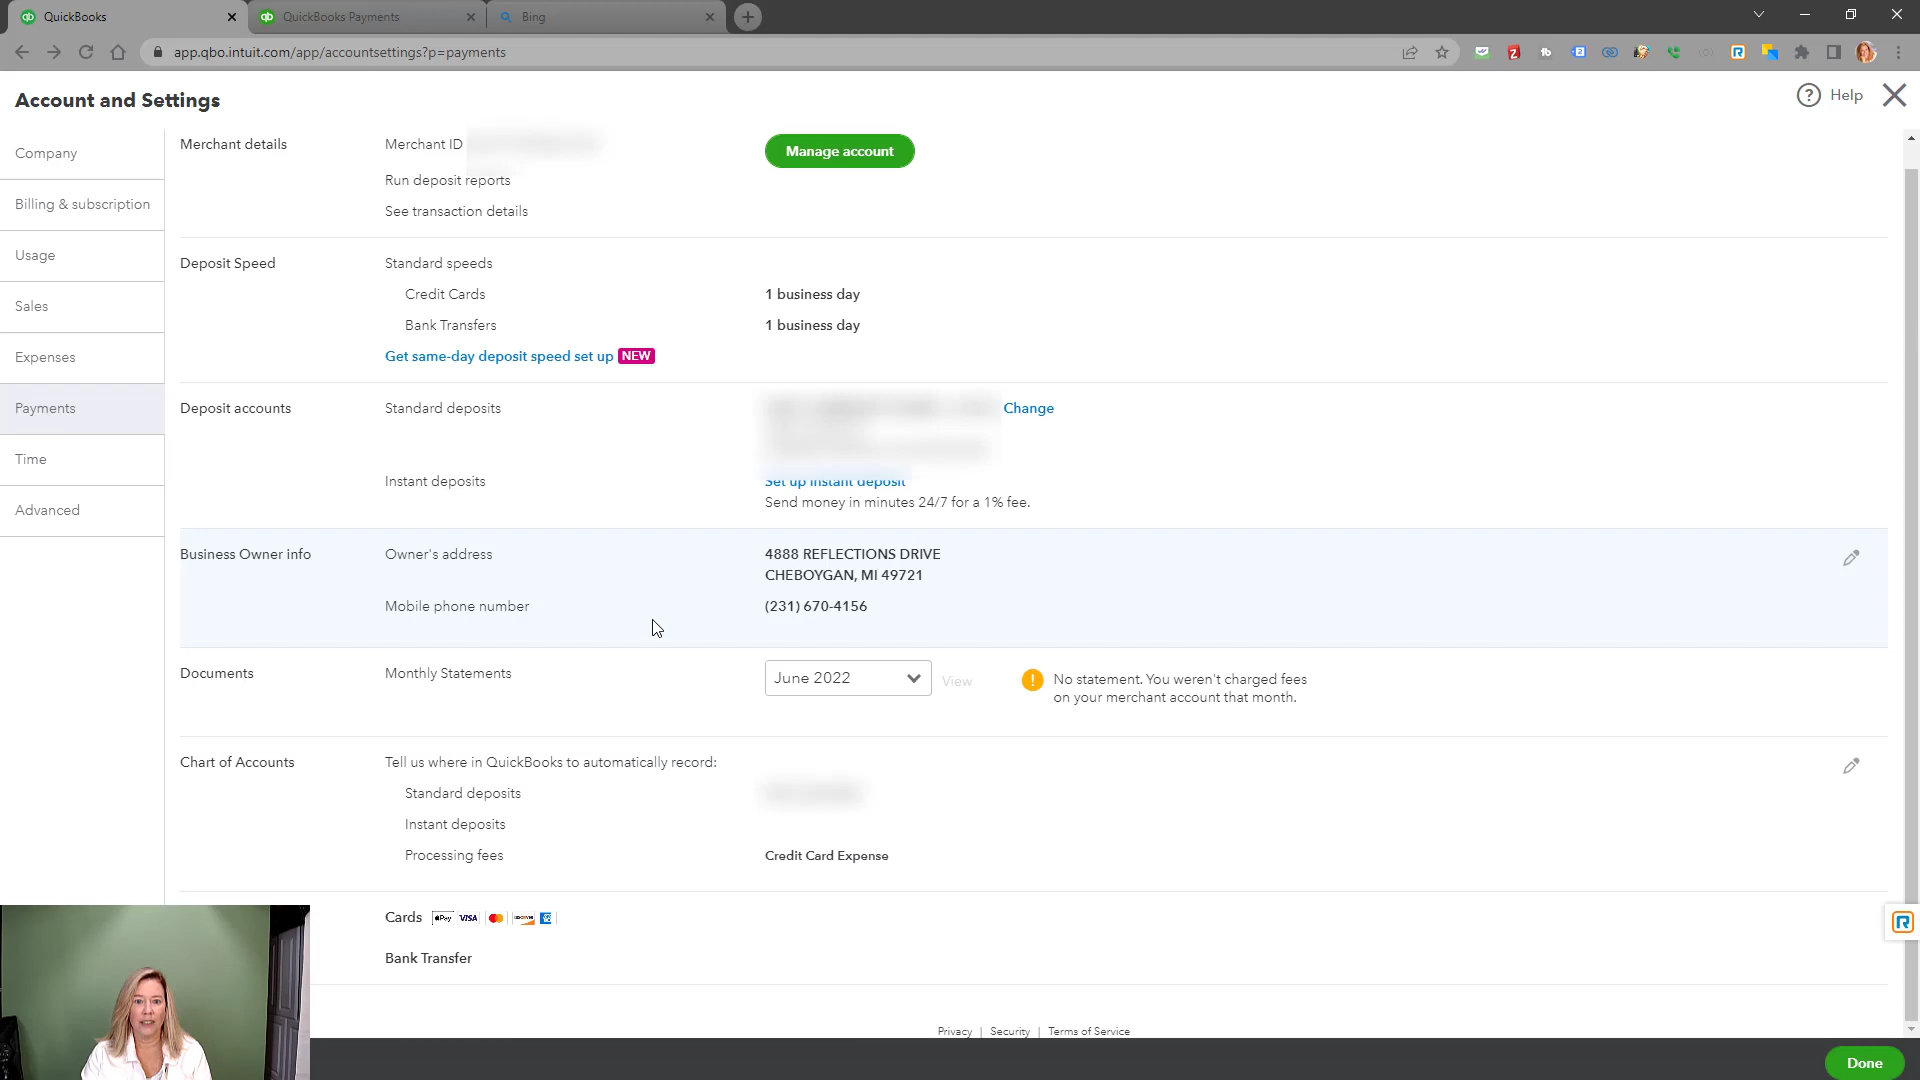 QuickBooks
QuickBooks Payments
Bing
app.qbo.intuit.com/app/accountsettings?p=payments
Account and Settings
Help
Company
Billing & subscription
Usage
Sales
Expenses
Payments
Time
Advanced
Merchant details
Merchant ID
Manage account
Run deposit reports
See transaction details
Deposit Speed
Standard speeds
Credit Cards
1 business day
Bank Transfers
1 business day
Get same-day deposit speed set up NEW
Deposit accounts
Standard deposits
Change
Instant deposits
Set up instant deposit
Send money in minutes 24/7 for a 1% fee.
Business Owner info
Owner's address
4888 REFLECTIONS DRIVE
CHEBOYGAN, MI 49721
Mobile phone number
(231) 670-4156
Documents
Monthly Statements
June 2022
View
No statement. You weren't charged fees
on your merchant account that month.
Chart of Accounts
Tell us where in QuickBooks to automatically record:
Standard deposits
Instant deposits
Processing fees
Credit Card Expense
Cards
Pay
VISA
Bank Transfer
Privacy | Security | Terms of Service
Done